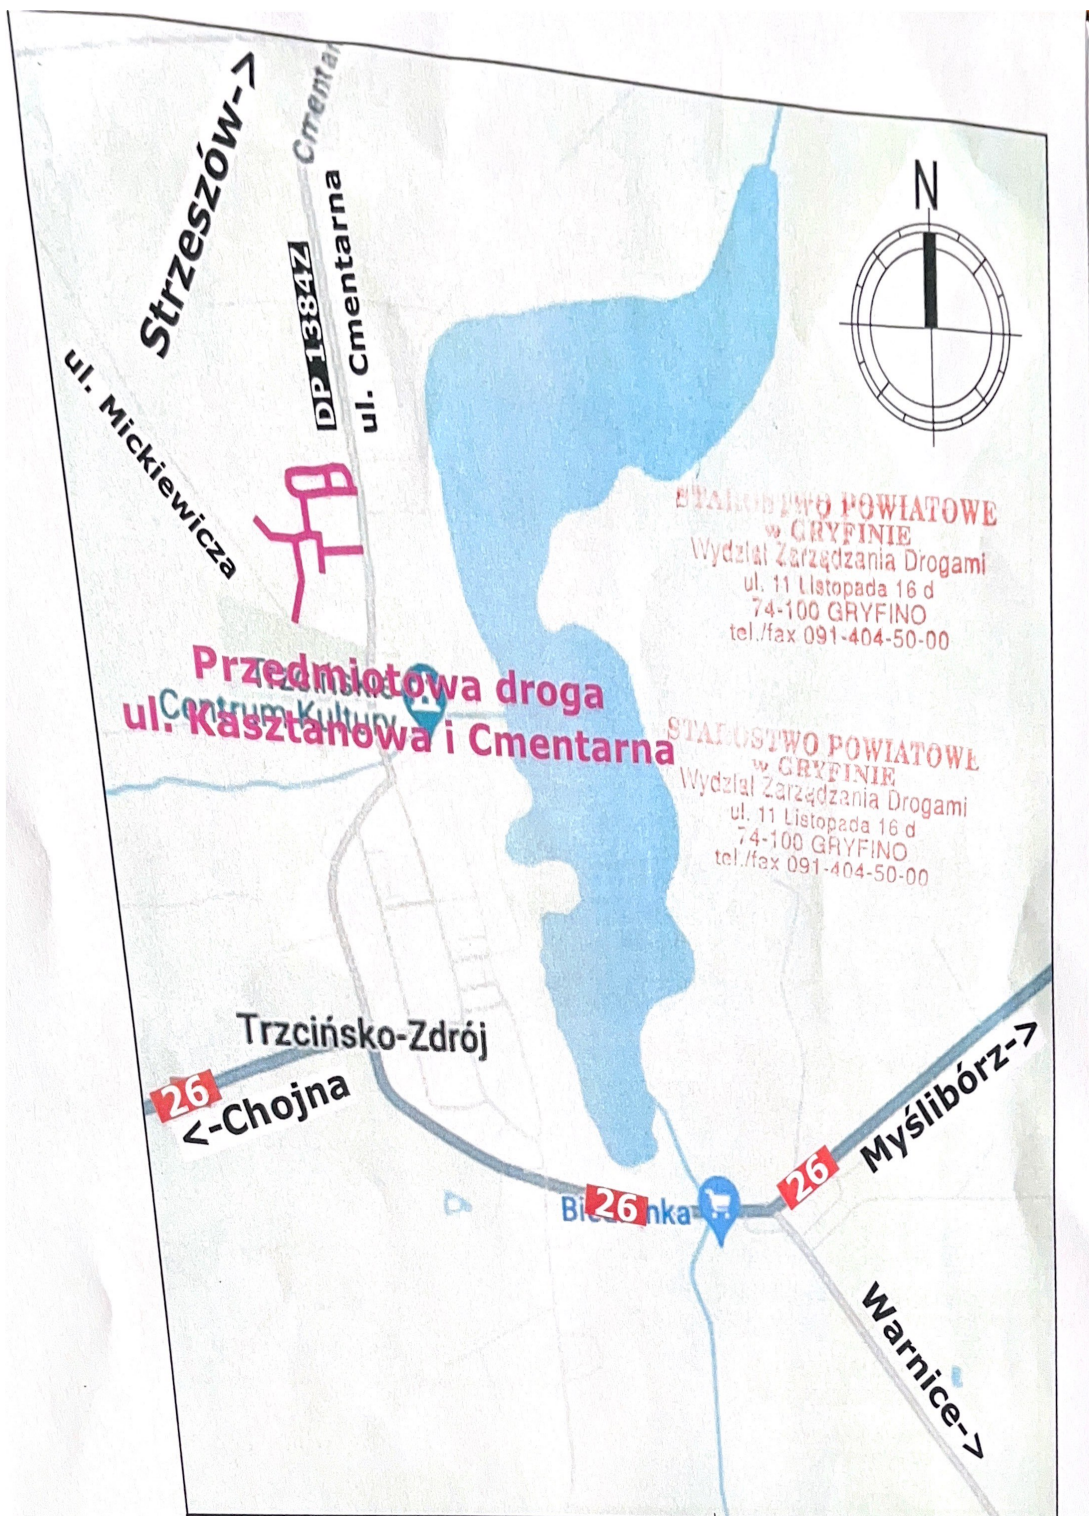 Strzeszów->
Cmentar
DP 1384Z
ul. Cmentarna
ul. Mickiewicza
N
STAROSTWO POWIATOWE
w GRYFINIE
Wydział Zarządzania Drogami
ul. 11 Listopada 16 d
74-100 GRYFINO
tel./fax 091-404-50-00
Przedmiotowa droga
ul. Kasztanowa i Cmentarna
Centrum Kultury
STAROSTWO POWIATOWE
w GRYFINIE
Wydział Zarządzania Drogami
ul. 11 Listopada 16 d
74-100 GRYFINO
tel./fax 091-404-50-00
Trzcińsko-Zdrój
26
<-Chojna
Myślibórz->
26
26
Warnice->